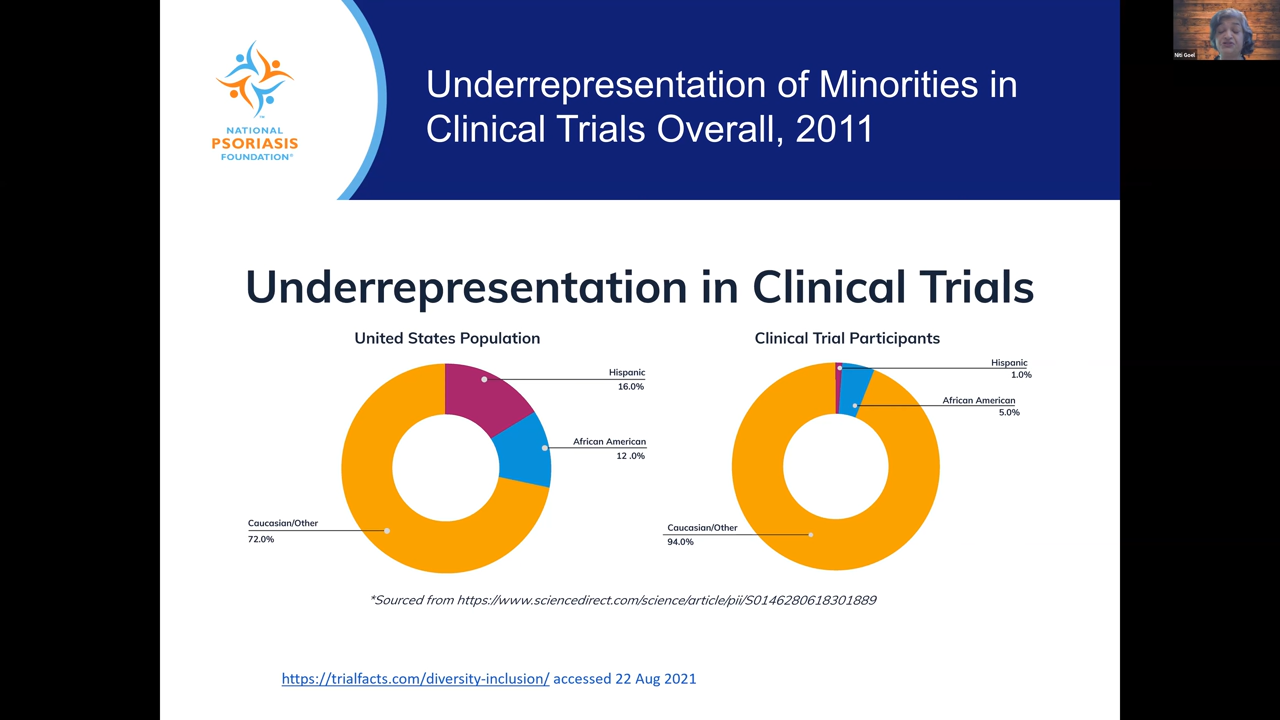 Niti Goel
NATIONAL
PSORIASIS
FOUNDATION®
Underrepresentation of Minorities in
Clinical Trials Overall, 2011
Underrepresentation in Clinical Trials
United States Population
Hispanic
16.0%
African American
12 .0%
Caucasian/Other
72.0%
Clinical Trial Participants
Hispanic
1.0%
African American
5.0%
Caucasian/Other
94.0%
*Sourced from https://www.sciencedirect.com/science/article/pii/S0146280618301889
https://trialfacts.com/diversity-inclusion/ accessed 22 Aug 2021